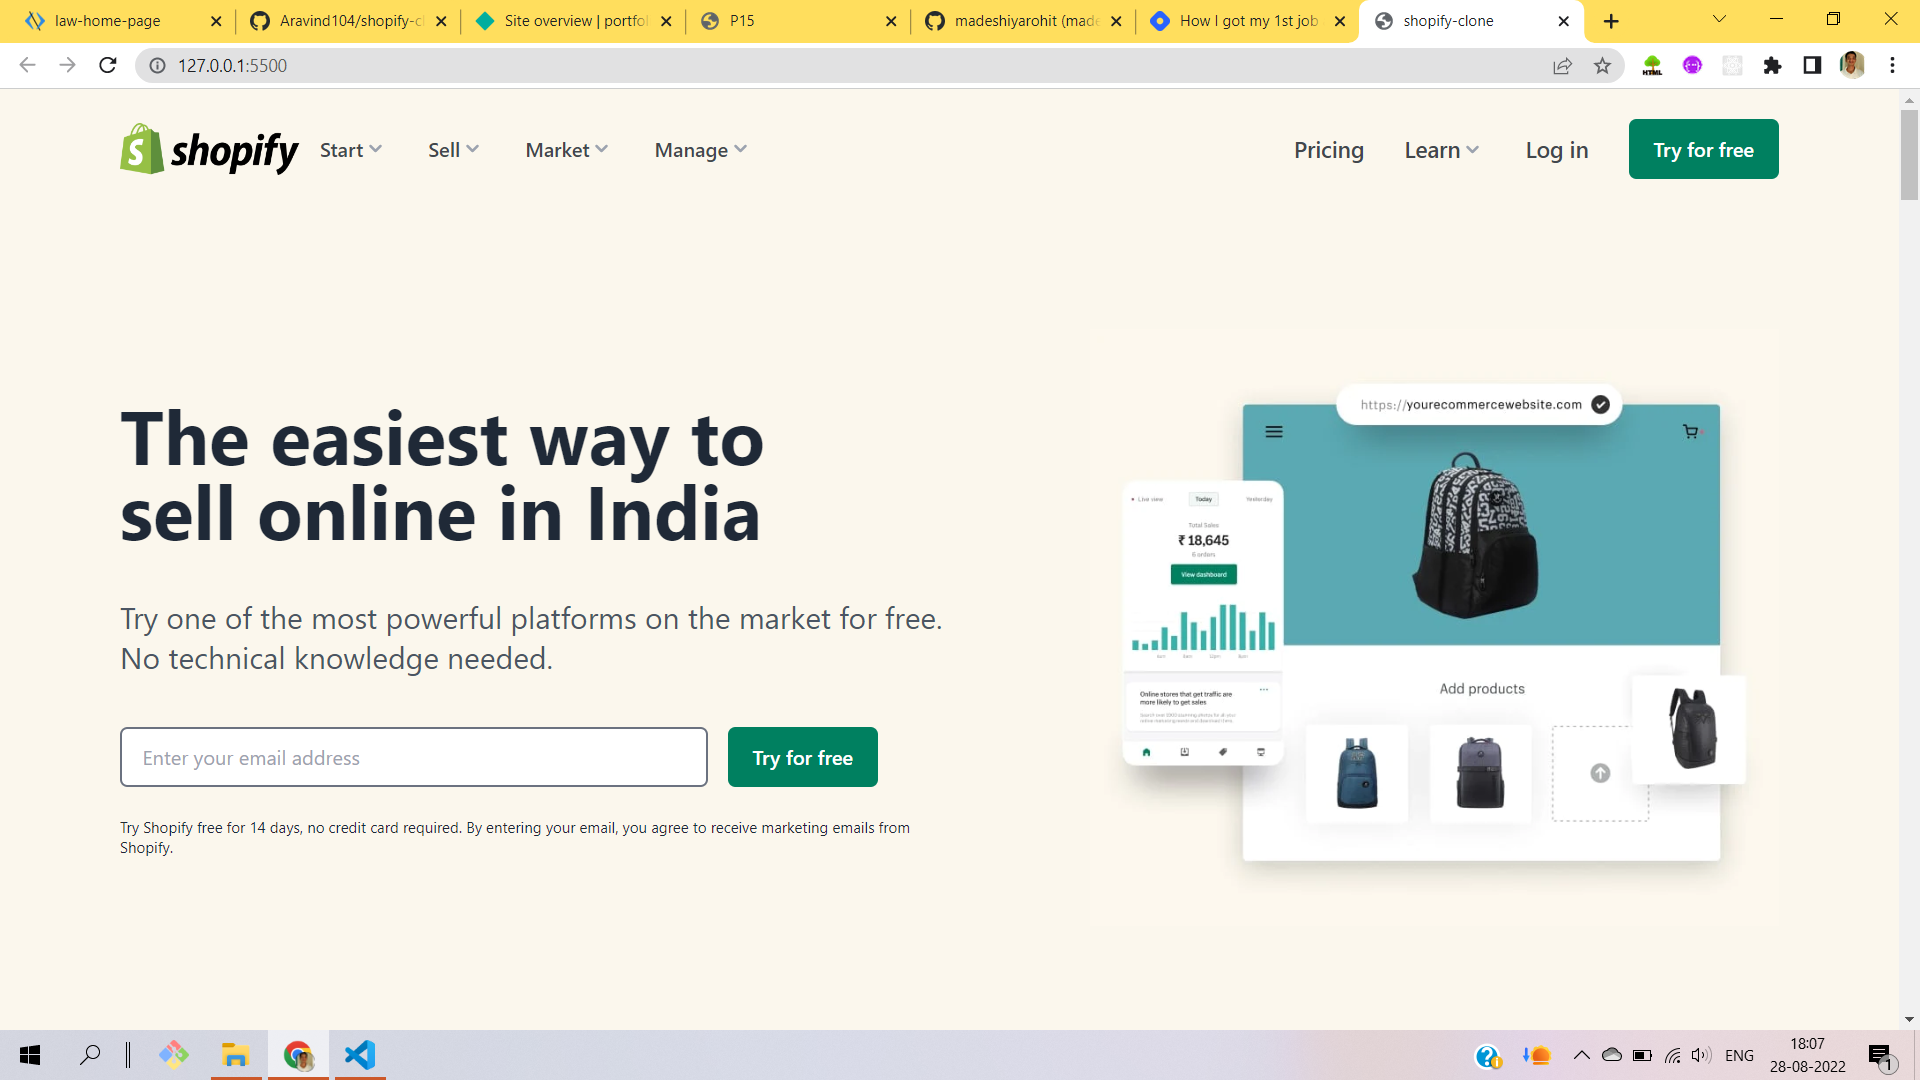 law-home-page
Aravind104/shopify-cl
Site overview | portfol
P15
madeshiyarohit (made
How I got my 1st job
shopify-clone
127.0.0.1:5500
HTML
shopify
Start
Sell
Market
Manage
Pricing
Learn
Log in
Try for free
The easiest way to
sell online in India
Try one of the most powerful platforms on the market for free.
No technical knowledge needed.
Enter your email address
Try for free
Try Shopify free for 14 days, no credit card required. By entering your email, you agree to receive marketing emails from
Shopify.
https://yourecommercewebsite.com
Live view
Today
Yesterday
Total Sales
₹ 18,645
6 orders
View dashboard
Online stores that get traffic are
more likely to get sales
Add products
ENG
18:07
28-08-2022
1